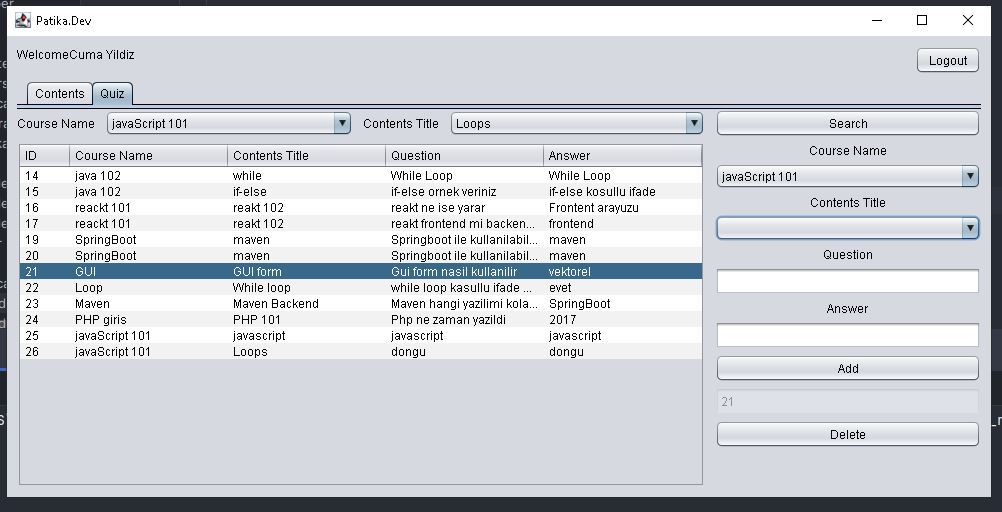 Patika.Dev
WelcomeCuma Yildiz
Logout
Contents Quiz
Course Name javaScript 101 Contents Title Loops Search
ID Course Name Contents Title Question Answer
14 java 102 while While Loop While Loop
15 java 102 if-else if-else ornek veriniz if-else kosullu ifade
16 reackt 101 reakt 102 reakt ne ise yarar Frontent arayuzu
17 reackt 101 reakt 102 reakt frontend mi backen... frontend
19 SpringBoot maven Springboot ile kullanilabil... maven
20 SpringBoot maven Springboot ile kullanilabil... maven
21 GUI GUI form Gui form nasil kullanilir vektorel
22 Loop While loop while loop kasullu ifade ... evet
23 Maven Maven Backend Maven hangi yazilimi kola... SpringBoot
24 PHP giris PHP 101 Php ne zaman yazildi 2017
25 javaScript 101 javascript javascript javascript
26 javaScript 101 Loops dongu dongu
Course Name
javaScript 101
Contents Title
Question
Answer
Add
21
Delete